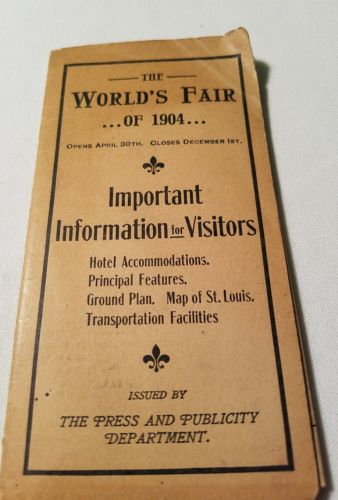 THE
WORLD'S FAIR
...OF 1904...
OPENS APRIL 30TH. CLOSES DECEMBER 1ST.
Important
Information for Visitors
Hotel Accommodations.
Principal Features.
Ground Plan. Map of St. Louis.
Transportation Facilities
ISSUED BY
THE PRESS AND PUBLICITY
DEPARTMENT.